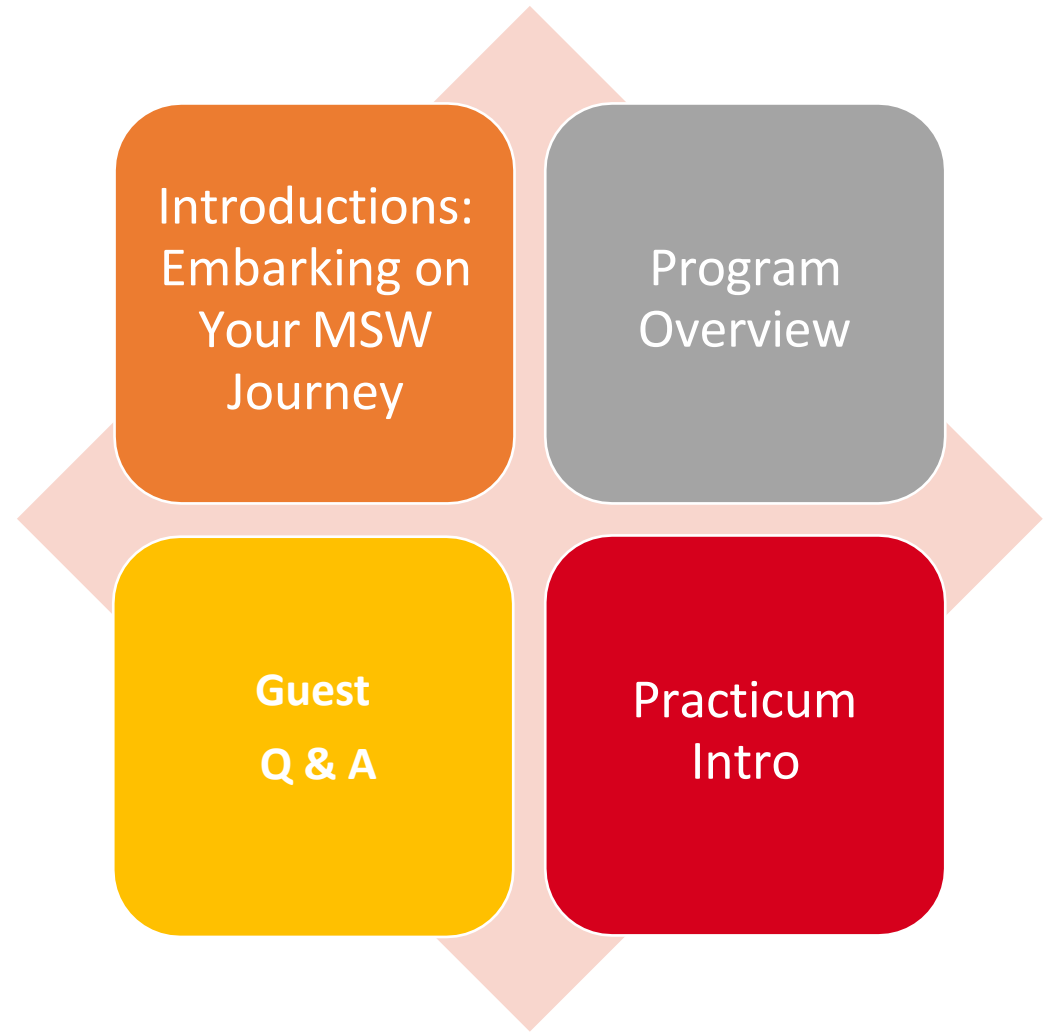 Introductions:
Embarking on
Your MSW
Journey
Program
Overview
Guest
Q & A
Practicum
Intro